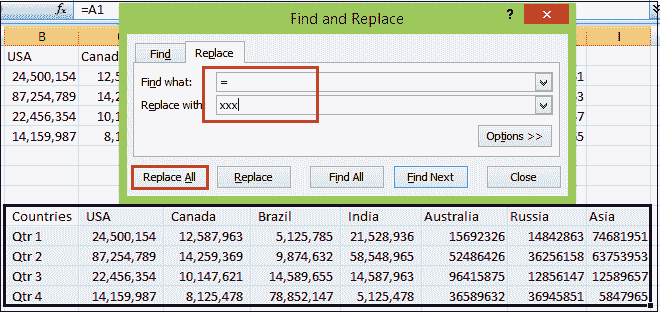 fx =A1
B I
USA Canad
24,500,154 12,5
87,254,789 14,2
22,456,354 10,1
14,159,987 8,1
Find and Replace ? ×
Find Replace
Find what: =
Replace with xxx
Options >>
Replace All Replace Find All Find Next Close
Countries USA Canada Brazil India Australia Russia Asia
Qtr 1 24,500,154 12,587,963 5,125,785 21,528,936 15692326 14842863 74681951
Qtr 2 87,254,789 14,259,369 9,874,632 58,548,965 52486426 36256158 63753953
Qtr 3 22,456,354 10,147,621 14,589,655 14,587,963 96415875 12856147 12589657
Qtr 4 14,159,987 8,125,478 78,852,147 5,125,478 36589632 36945851 5847965